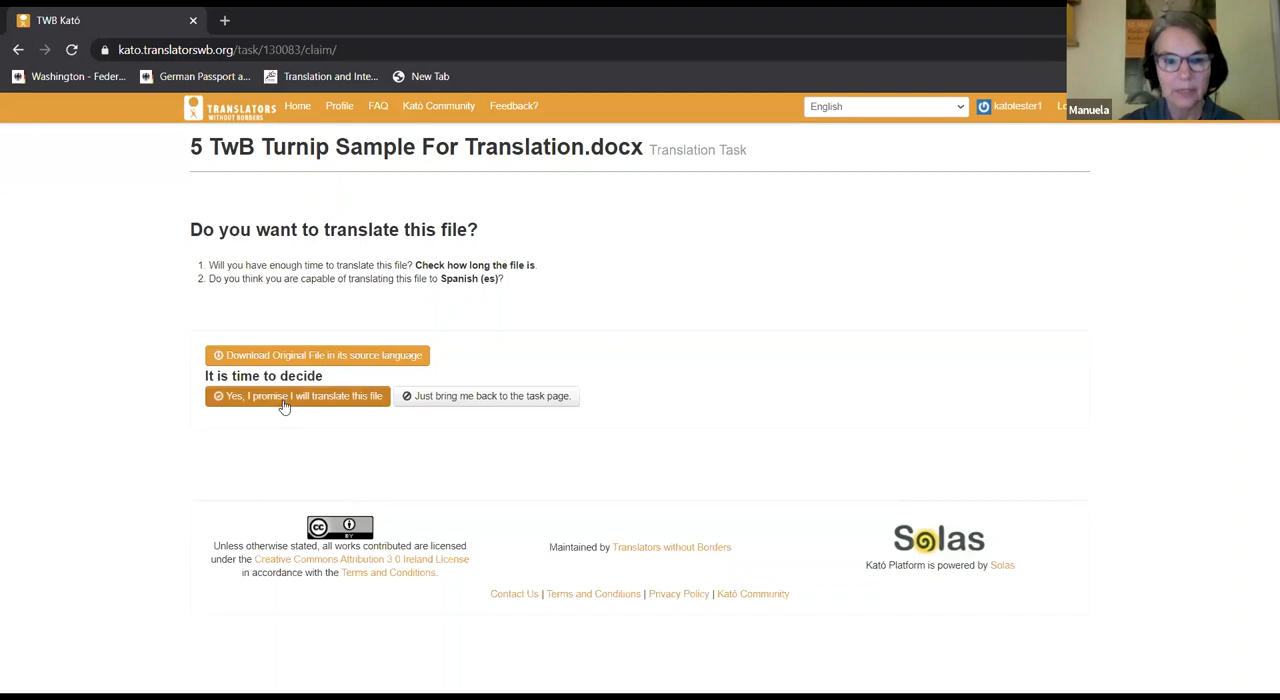 TWB Kató
kato.translatorswb.org/task/130083/claim/
Washington - Feder... German Passport a... Translation and Inte... New Tab
TRANSLATORS
WITHOUT BORDERS
Home Profile FAQ Kató Community Feedback? English katotester1
Manuela
5 TwB Turnip Sample For Translation.docx Translation Task
Do you want to translate this file?
1. Will you have enough time to translate this file? Check how long the file is.
2. Do you think you are capable of translating this file to Spanish (es)?
Download Original File in its source language
It is time to decide
Yes, I promise I will translate this file Just bring me back to the task page.
cc BY
Unless otherwise stated, all works contributed are licensed
under the Creative Commons Attribution 3.0 Ireland License
in accordance with the Terms and Conditions.
Maintained by Translators without Borders
Solas
Kató Platform is powered by Solas
Contact Us | Terms and Conditions | Privacy Policy | Kató Community